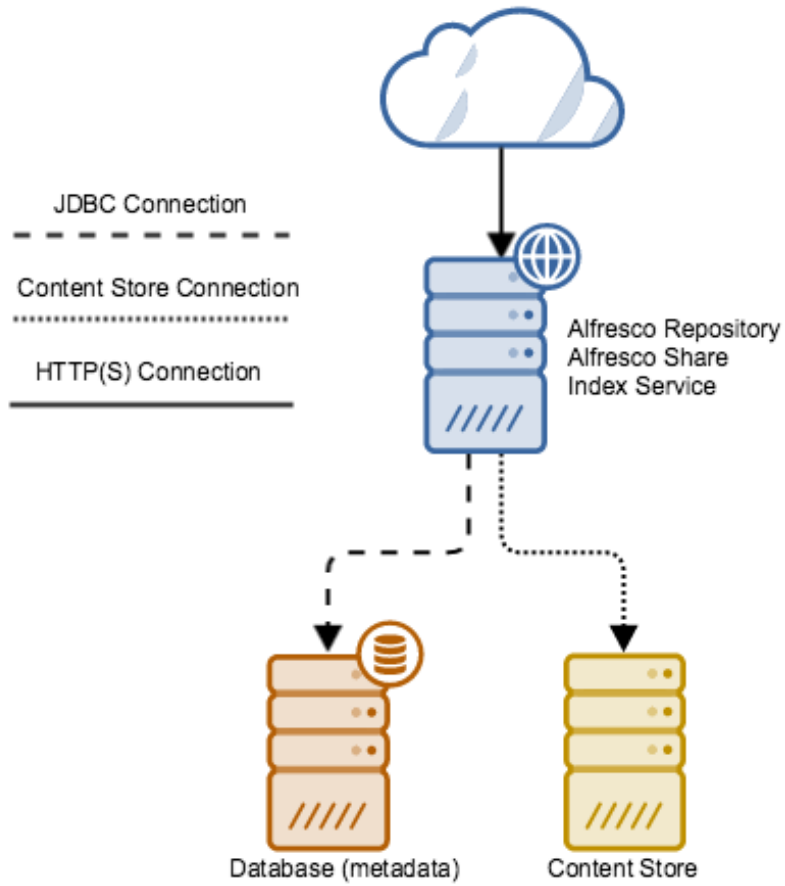 JDBC Connection
Content Store Connection
HTTP(S) Connection
Alfresco Repository
Alfresco Share
Index Service
Database (metadata)
Content Store